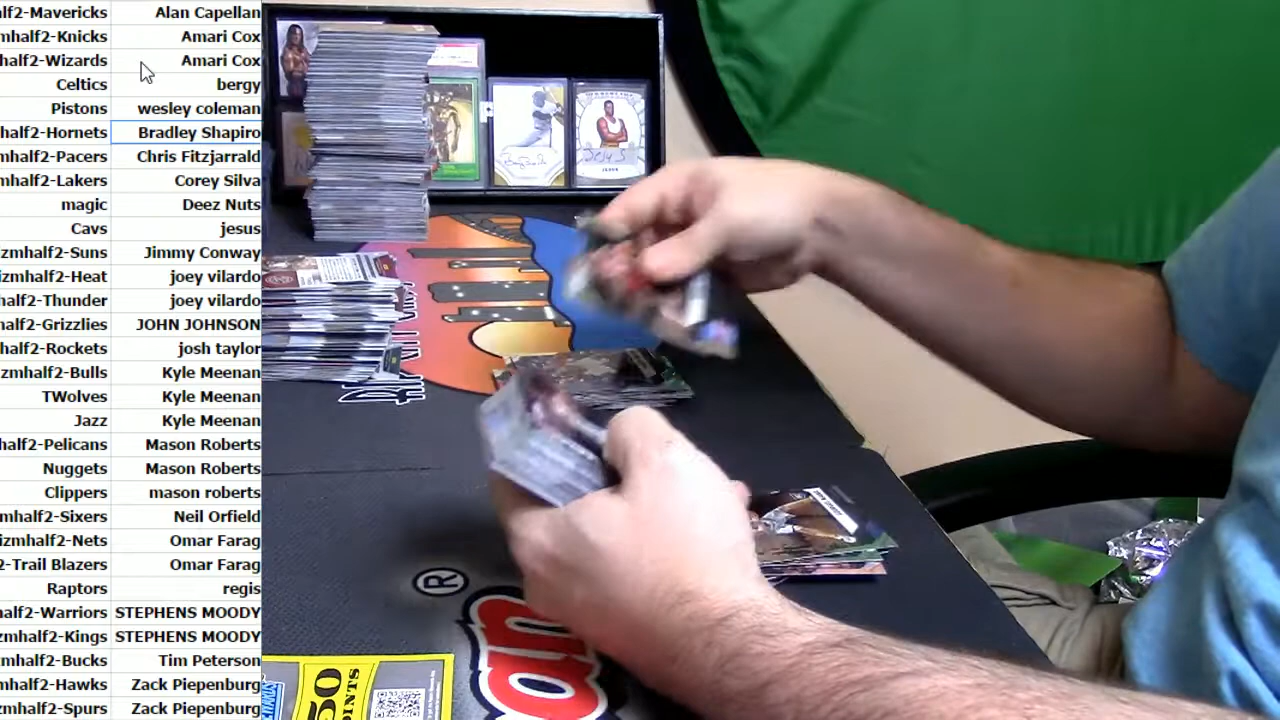 lf2-Mavericks Alan Capellan
mhalf2-Knicks Amari Cox
half2-Wizards Amari Cox
Celtics bergy
Pistons wesley coleman
half2-Hornets Bradley Shapiro
mhalf2-Pacers Chris Fitzjarrald
mhalf2-Lakers Corey Silva
magic Deez Nuts
Cavs jesus
izmhalf2-Suns Jimmy Conway
izmhalf2-Heat joey vilardo
half2-Thunder joey vilardo
half2-Grizzlies JOHN JOHNSON
half2-Rockets josh taylor
zmhalf2-Bulls Kyle Meenan
TWolves Kyle Meenan
Jazz Kyle Meenan
half2-Pelicans Mason Roberts
Nuggets Mason Roberts
Clippers mason roberts
mhalf2-Sixers Neil Orfield
izmhalf2-Nets Omar Farag
2-Trail Blazers Omar Farag
Raptors regis
half2-Warriors STEPHENS MOODY
zmhalf2-Kings STEPHENS MOODY
mhalf2-Bucks Tim Peterson
mhalf2-Hawks Zack Piepenburg
mhalf2-Spurs Zack Piepenburg
®
an
50
POINTS